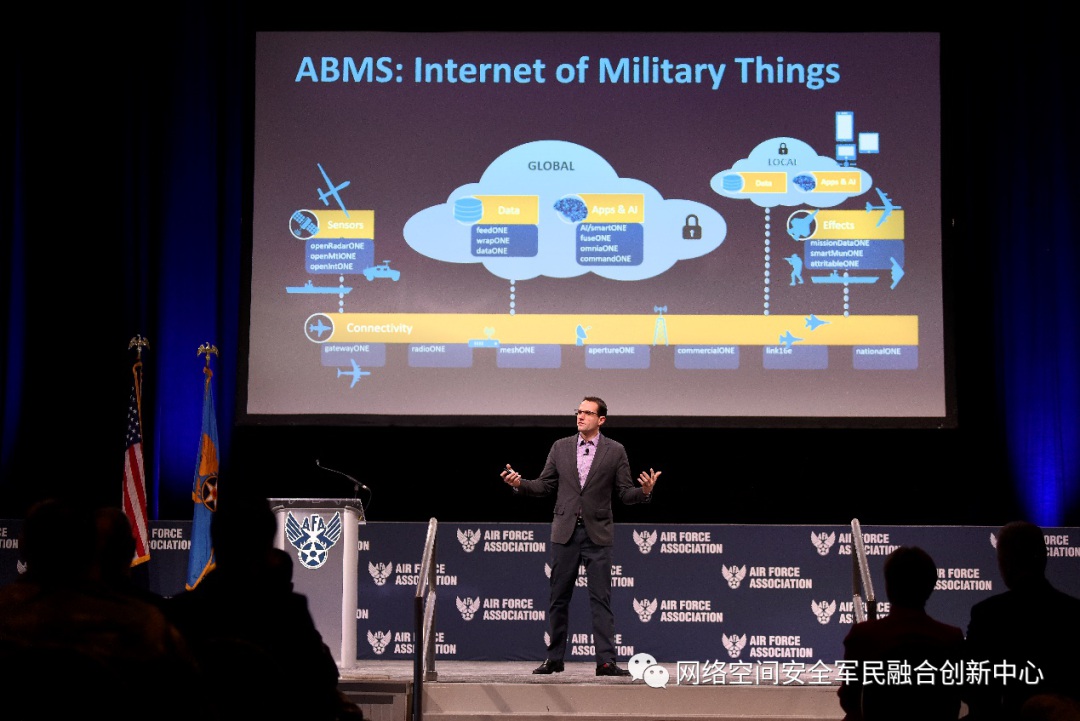 ABMS: Internet of Military Things
GLOBAL
LOCAL
Data
Apps & AI
Data
Apps & AI
Sensors
Effects
feedONE
wrapONE
dataONE
AI/smartONE
fuseONE
omniaONE
commandONE
openRadarONE
openMtiONE
openIntONE
missionDataONE
smartMunONE
attritableONE
Connectivity
gatewayONE
radioONE
meshONE
apertureONE
commercialONE
link16e
nationalONE
AFA
AIR FORCE
ASSOCIATION
AIR FORCE
ASSOCIATION
AIR FORCE
ASSOCIATION
AIR FORCE
ASSOCIATION
AIR FORCE
ASSOCIATION
AIR FORCE
ASSOCIATION
AIR FORCE
ASSOCIATION
AIR FORCE
ASSOCIATION
网络空间安全军民融合创新中心